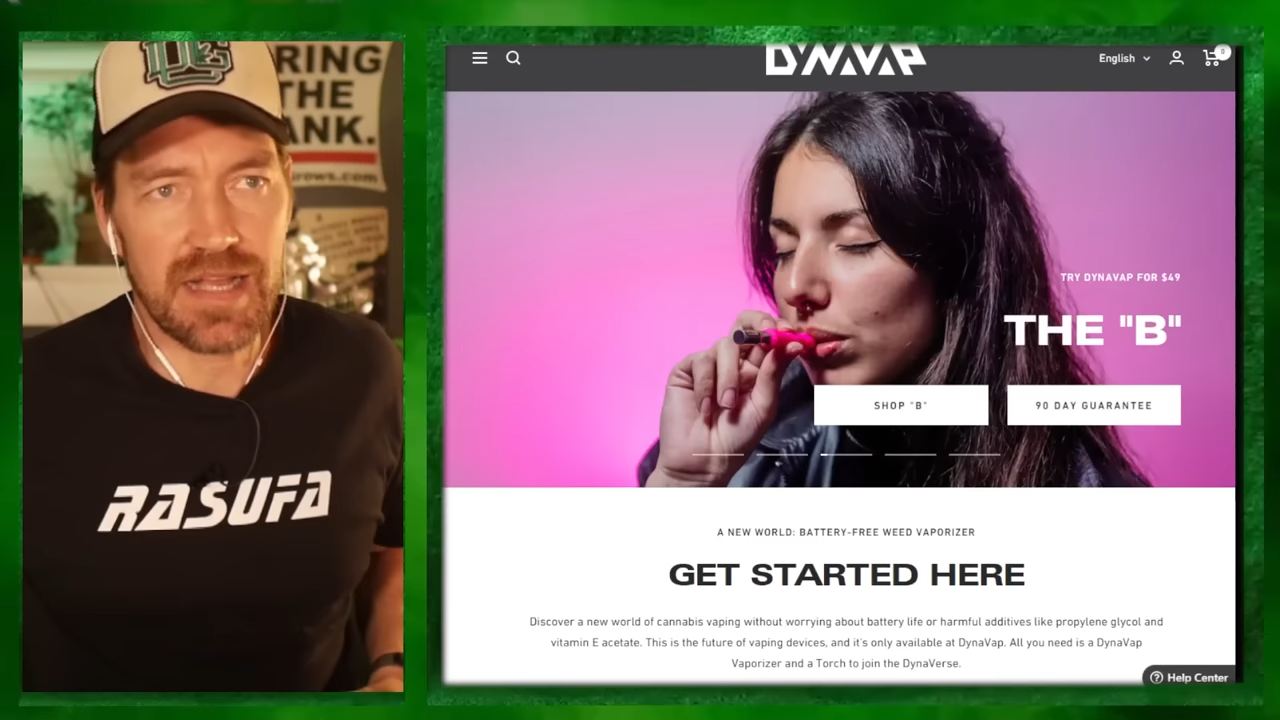 RING
THE
ANK.
rows.com
RASUFA
DYNAVAP
English
0
TRY DYNAVAP FOR $49
THE "B"
SHOP "B"
90 DAY GUARANTEE
A NEW WORLD: BATTERY-FREE WEED VAPORIZER
GET STARTED HERE
Discover a new world of cannabis vaping without worrying about battery life or harmful additives like propylene glycol and
vitamin E acetate. This is the future of vaping devices, and it's only available at DynaVap. All you need is a DynaVap
Vaporizer and a Torch to join the DynaVerse.
Help Center